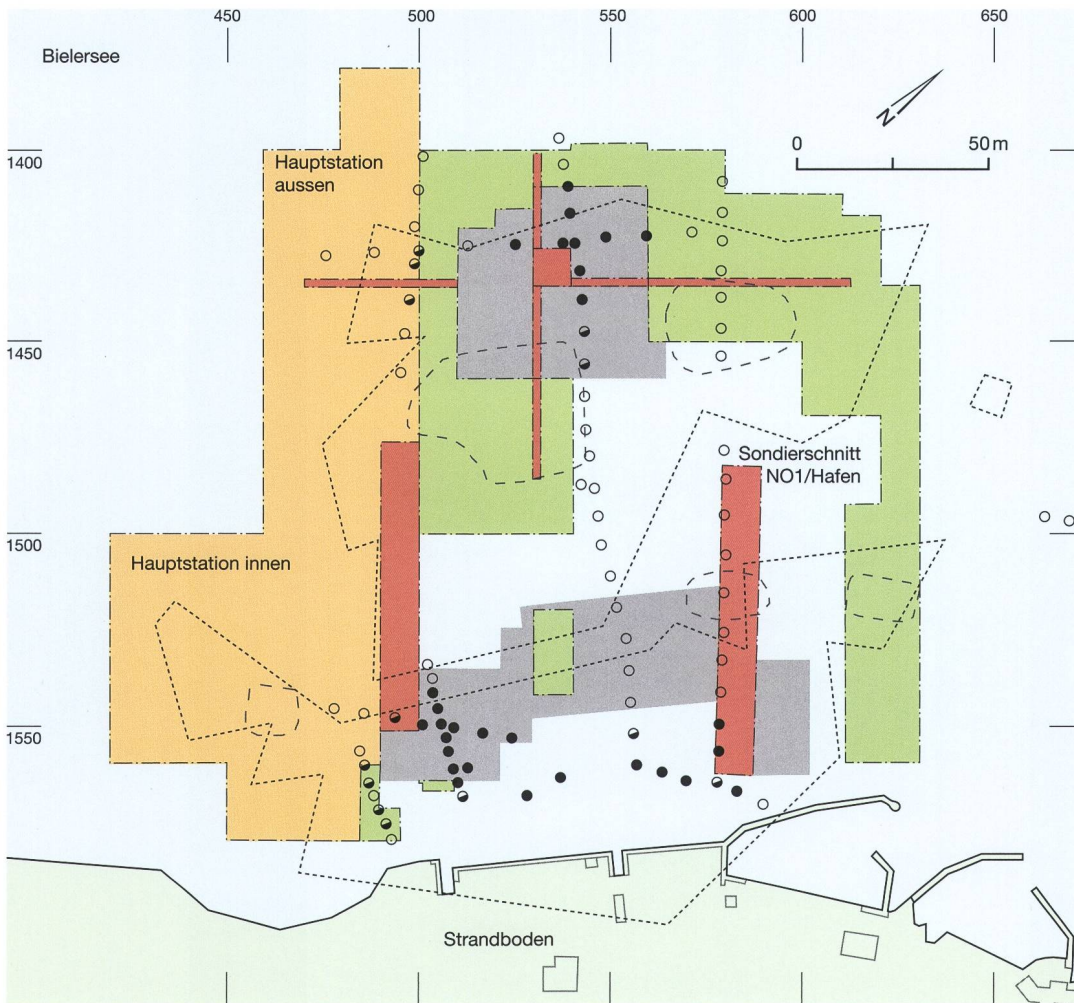 450
500
550
600
650
Bielersee
N
0
50 m
1400
Hauptstation
aussen
1450
Sondierschnitt
NO1/Hafen
1500
Hauptstation innen
1550
Strandboden